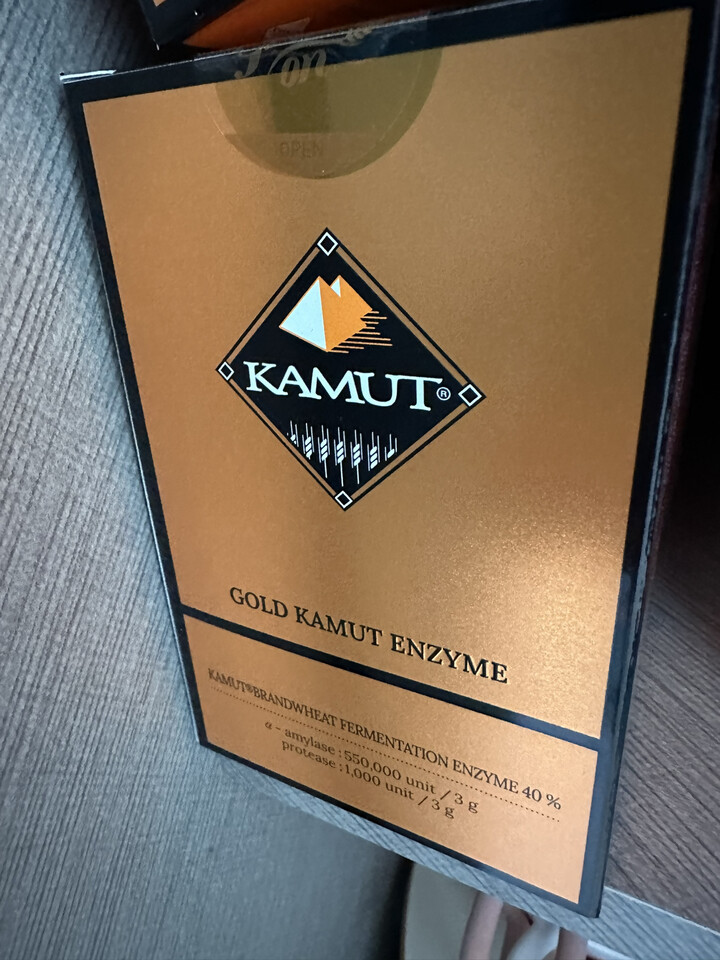 OPEN
KAMUT®
GOLD KAMUT ENZYME
KAMUT®BRANDWHEAT FERMENTATION ENZYME 40 %
α - amylase : 550,000 unit / 3 g
protease : 1,000 unit / 3 g